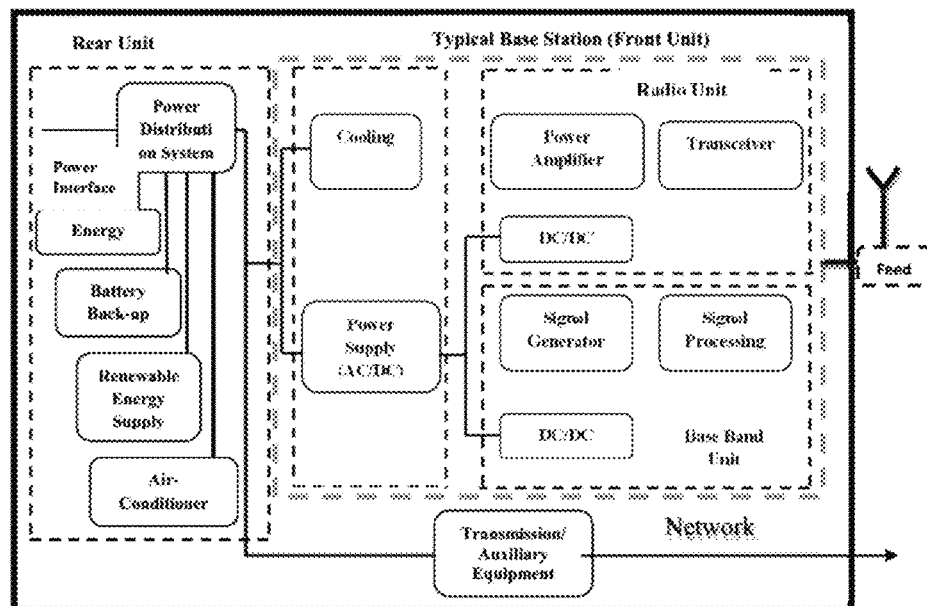 Rear Unit
Typical Base Station (Front Unit)
Power
Distributi
on System
Power
Interface
Energy
Battery
Back-up
Renewable
Energy
Supply
Air-
Conditioner
Cooling
Power
Supply
(AC/DC)
Radio Unit
Power
Amplifier
Transceiver
DC/DC
Signal
Generator
Signal
Processing
DC/DC
Base Band
Unit
Feed
Network
Transmission/
Auxiliary
Equipment